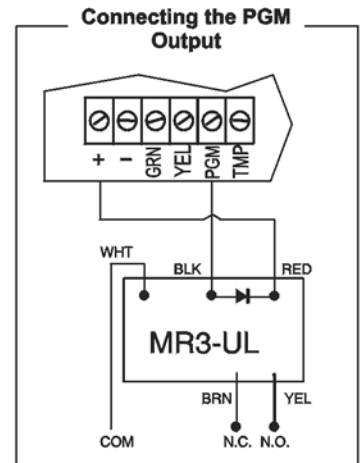 Connecting the PGM
Output
+ - GRN YEL PGM TMP
WHT BLK RED
MR3-UL
BRN YEL
COM N.C. N.O.